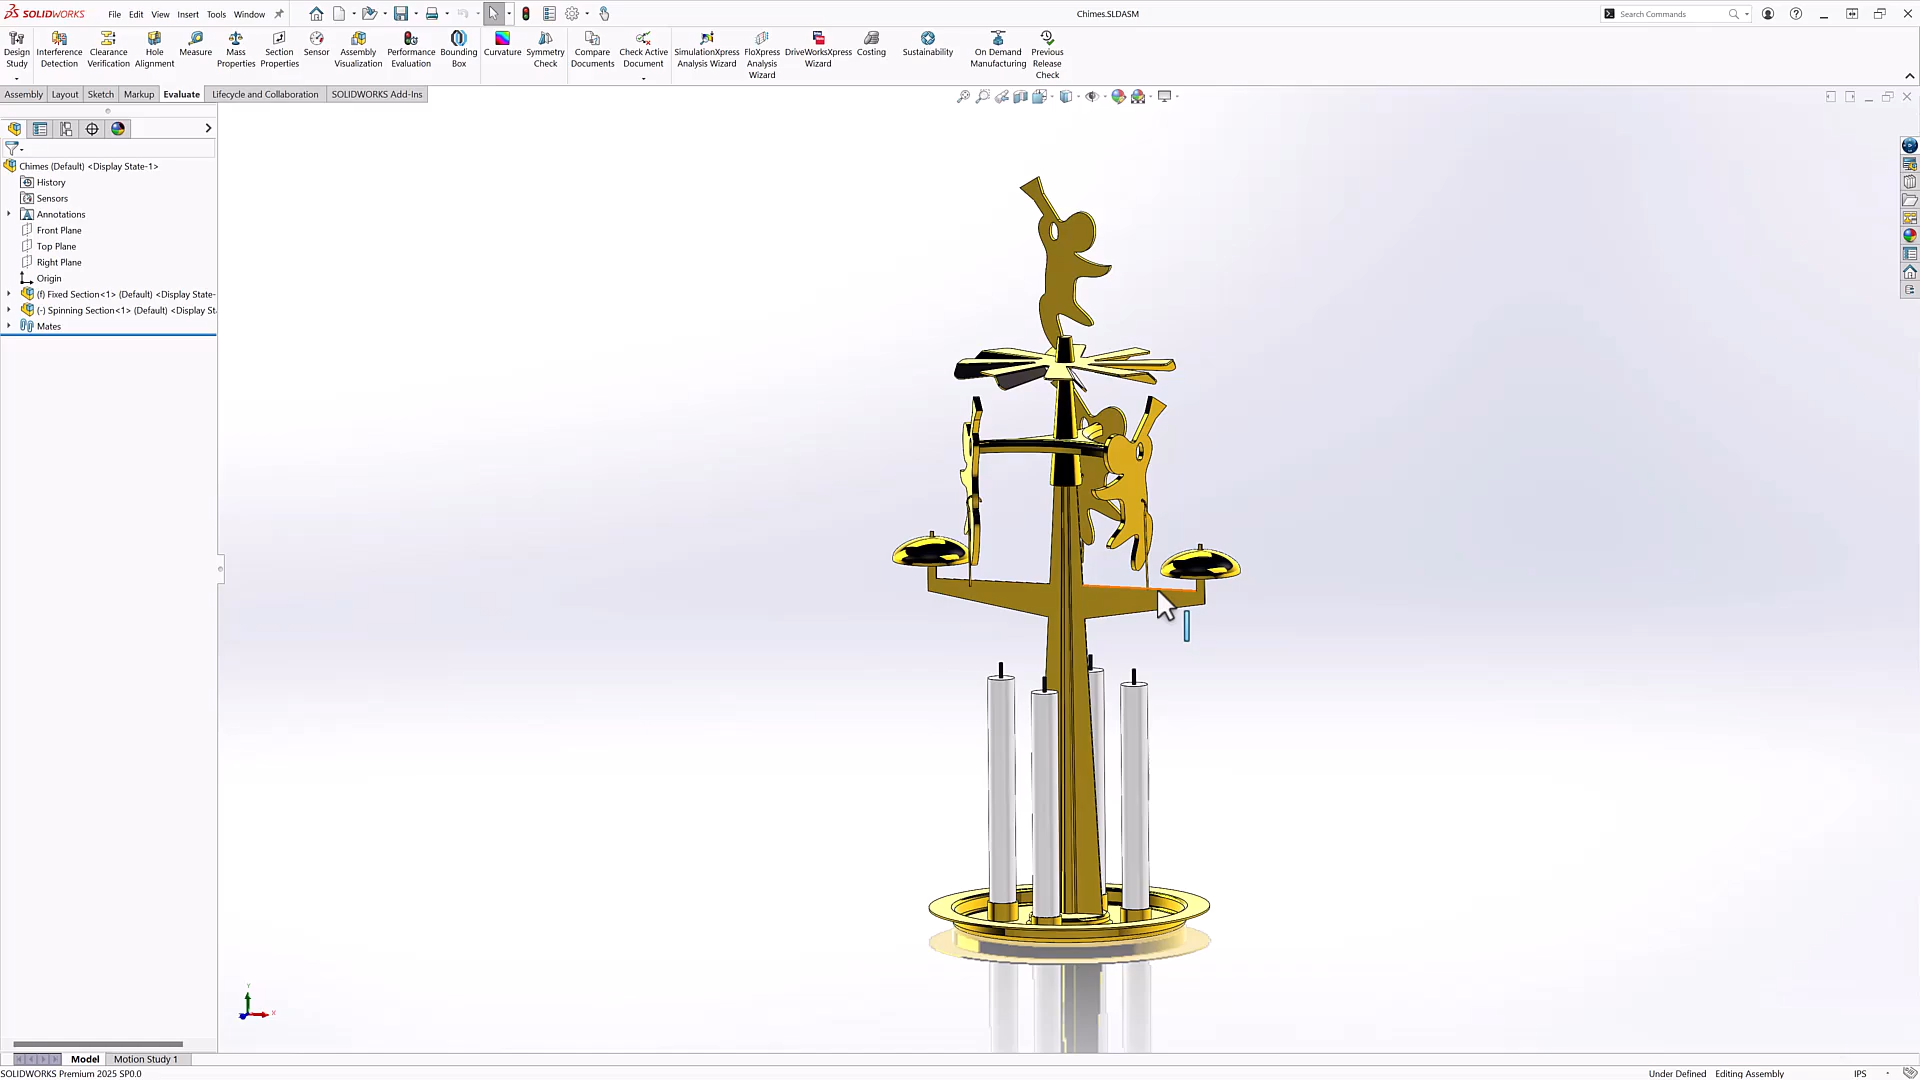 SOLIDWORKS File Edit View Insert Tools Window Chimes.SLDASM Search Commands
Design Study Interference Detection Clearance Verification Hole Alignment Measure Mass Properties Section Properties Sensor Assembly Visualization Performance Evaluation Bounding Box Curvature Symmetry Check Compare Documents Check Active Document SimulationXpress Analysis Wizard FloXpress Analysis Wizard DriveWorksXpress Wizard Costing Sustainability On Demand Manufacturing Previous Release Check
Assembly Layout Sketch Markup Evaluate Lifecycle and Collaboration SOLIDWORKS Add-Ins
Chimes (Default) <Display State-1>
History
Sensors
Annotations
Front Plane
Top Plane
Right Plane
Origin
(f) Fixed Section<1> (Default) <Display State-
(-) Spinning Section<1> (Default) <Display St
Mates
Y
X
Model Motion Study 1
SOLIDWORKS Premium 2025 SP0.0 Under Defined Editing Assembly IPS